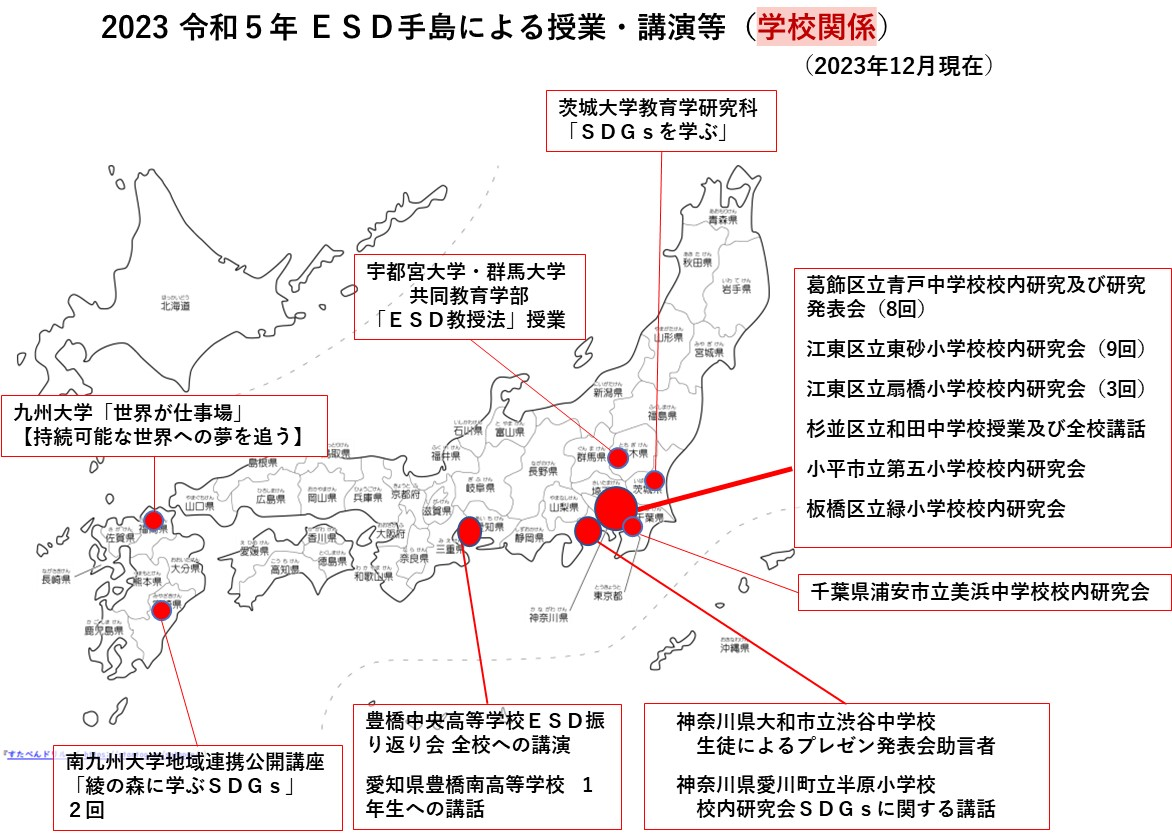 2023 令和５年 ＥＳＤ手島による授業・講演等（学校関係）
（2023年12月現在）
茨城大学教育学研究科
「ＳＤＧｓを学ぶ」
宇都宮大学・群馬大学
共同教育学部
「ＥＳＤ教授法」授業
葛飾区立青戸中学校校内研究及び研究
発表会（8回）
江東区立東砂小学校校内研究会（9回）
江東区立扇橋小学校校内研究会（3回）
杉並区立和田中学校授業及び全校講話
小平市立第五小学校校内研究会
板橋区立緑小学校校内研究会
九州大学「世界が仕事場」
【持続可能な世界への夢を追う】
千葉県浦安市立美浜中学校校内研究会
南九州大学地域連携公開講座
「綾の森に学ぶＳＤＧｓ」
２回
豊橋中央高等学校ＥＳＤ振
り返り会 全校への講演
愛知県豊橋南高等学校　1
年生への講話
神奈川県大和市立渋谷中学校
生徒によるプレゼン発表会助言者
神奈川県愛川町立半原小学校
校内研究会ＳＤＧｓに関する講話
北海道
青森県
秋田県
岩手県
山形県
宮城県
新潟県
福島県
石川県
富山県
福井県
群馬県
木県
長野県
岐阜県
茨城県
山梨県
千葉県
島根県
取県
山口県
広島県
岡山県
兵庫県
京都府
滋賀県
知県
静岡県
三重県
大阪府
奈良県
和歌山県
香川県
愛媛県
徳島県
高知県
福岡県
佐賀県
大分県
長崎県
熊本県
鹿児島県
東京都
神奈川県
沖縄県